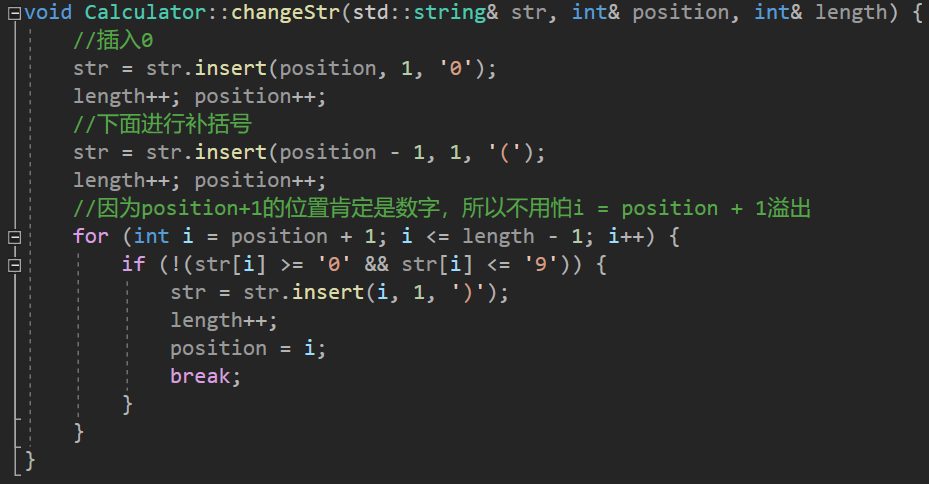 void Calculator::changeStr(std::string& str, int& position, int& length) {
//插入0
str = str.insert(position, 1, '0');
length++; position++;
//下面进行补括号
str = str.insert(position - 1, 1, '(');
length++; position++;
//因为position+1的位置肯定是数字，所以不用怕i = position + 1溢出
for (int i = position + 1; i <= length - 1; i++) {
if (!(str[i] >= '0' && str[i] <= '9')) {
str = str.insert(i, 1, ')');
length++;
position = i;
break;
}
}
}